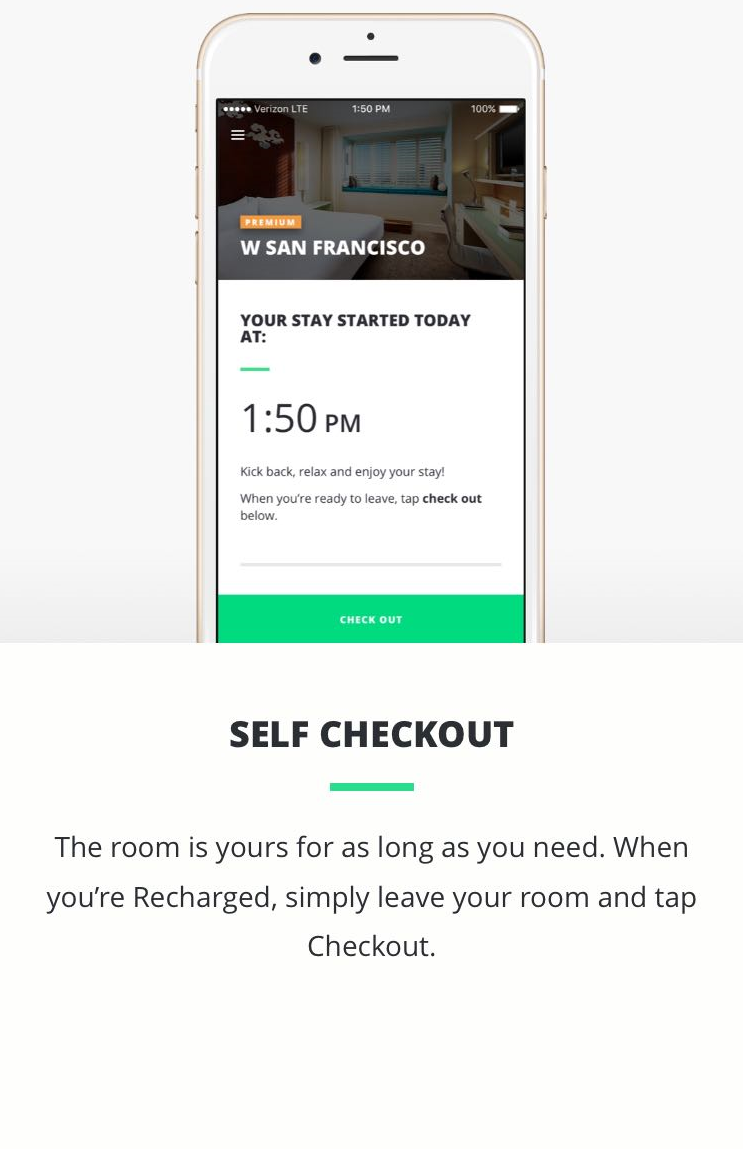 Verizon LTE 1:50 PM 100%
PREMIUM
W SAN FRANCISCO
YOUR STAY STARTED TODAY
AT:
1:50 PM
Kick back, relax and enjoy your stay!
When you’re ready to leave, tap check out
below.
CHECK OUT
SELF CHECKOUT
The room is yours for as long as you need. When
you’re Recharged, simply leave your room and tap
Checkout.